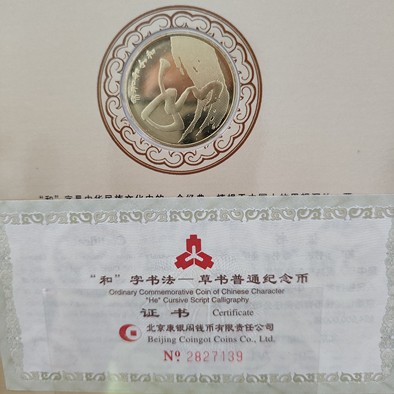 "和"字书法—草书普通纪念币
Ordinary Commemorative Coin of Chinese Character
"He" Cursive Script Calligraphy
证书 Certificate
北京康银阁钱币有限责任公司
Beijing Coingot Coins Co., Ltd.
No 2827139